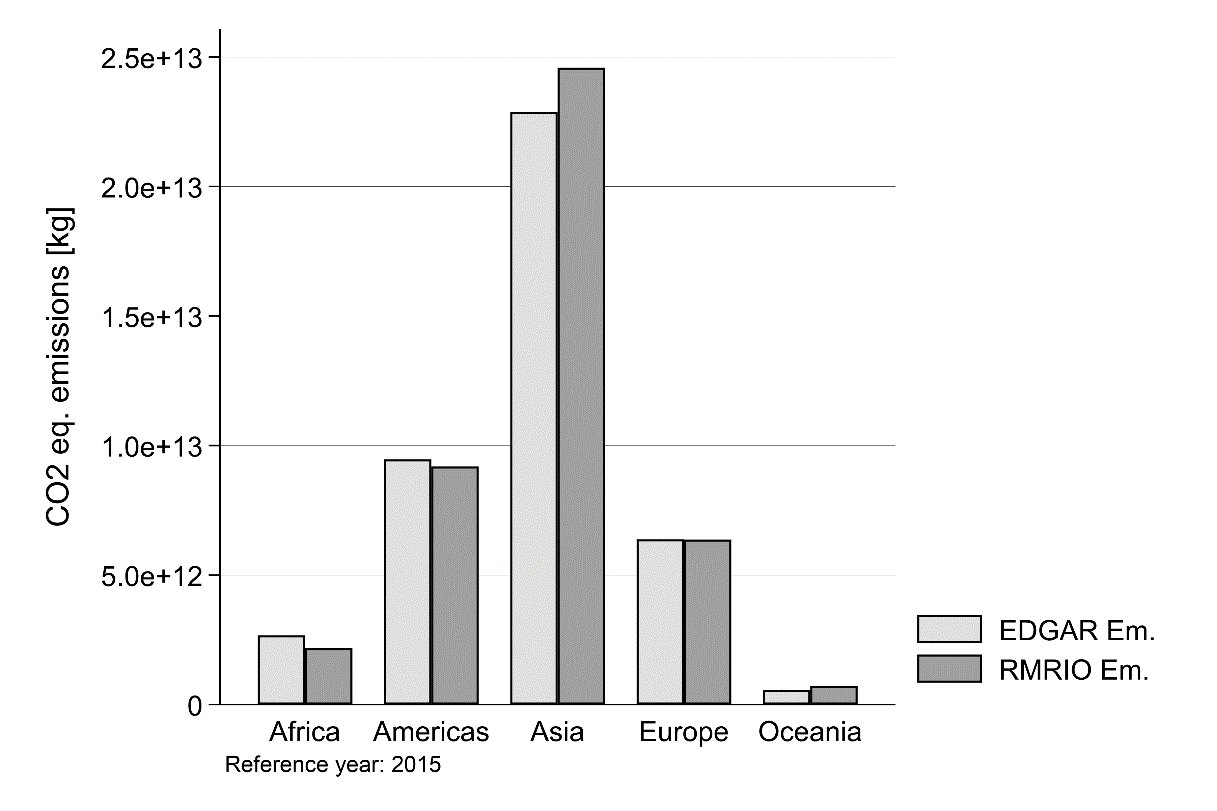 CO2 eq. emissions [kg]
2.5e+13
2.0e+13
1.5e+13
1.0e+13
5.0e+12
0
Africa Americas Asia Europe Oceania
Reference year: 2015
EDGAR Em.
RMRIO Em.